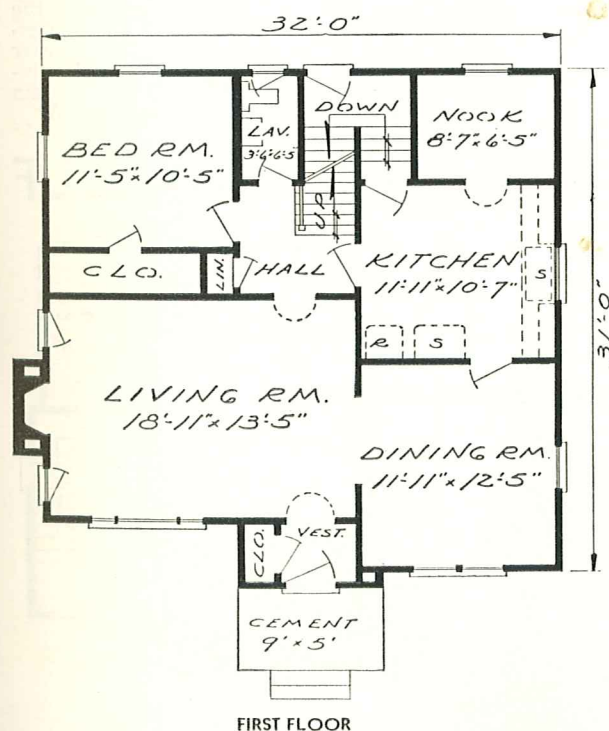 32'-0"
DOWN
NOOK
8'-7"x6'-5"
LAV.
3'-6"x6'-5"
BED RM.
11'-5"x10'-5"
UP
CLO.
LIN.
HALL
KITCHEN
11'-11"x10'-7"
S
R
S
31'-0"
LIVING RM.
18'-11"x13'-5"
DINING RM.
11'-11"x12'-5"
CLO.
VEST.
CEMENT
9'x5'
FIRST FLOOR